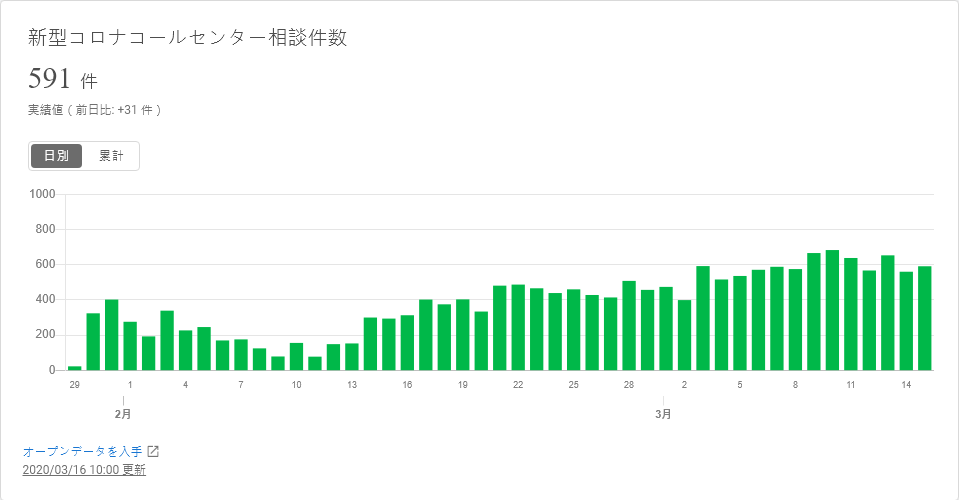 新型コロナコールセンター相談件数
591 件
実績値 ( 前日比: +31 件 )
日別 累計
1000
800
600
400
200
0
29 1 4 7 10 13 16 19 22 25 28 2 5 8 11 14
2月 3月
オープンデータを入手
2020/03/16 10:00 更新